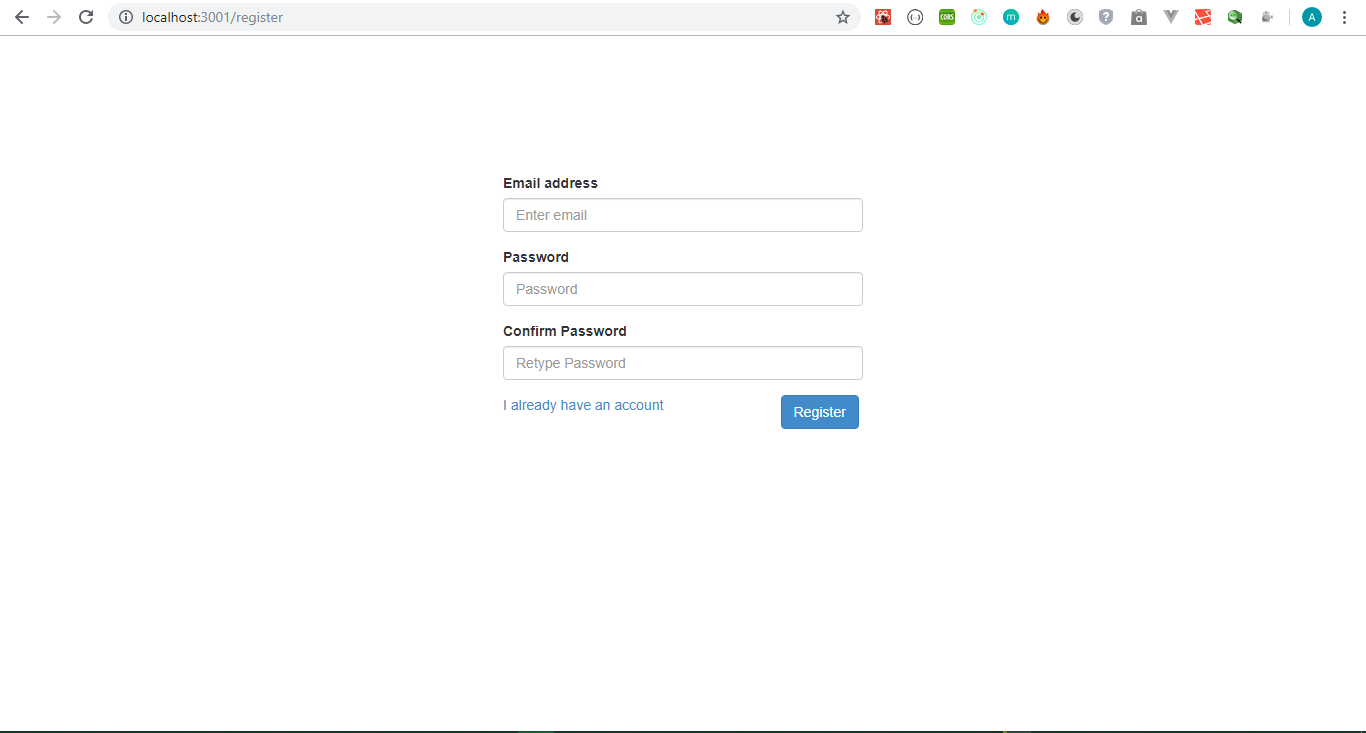 localhost:3001/register
CORS
m
a
A
Email address
Enter email
Password
Password
Confirm Password
Retype Password
I already have an account
Register